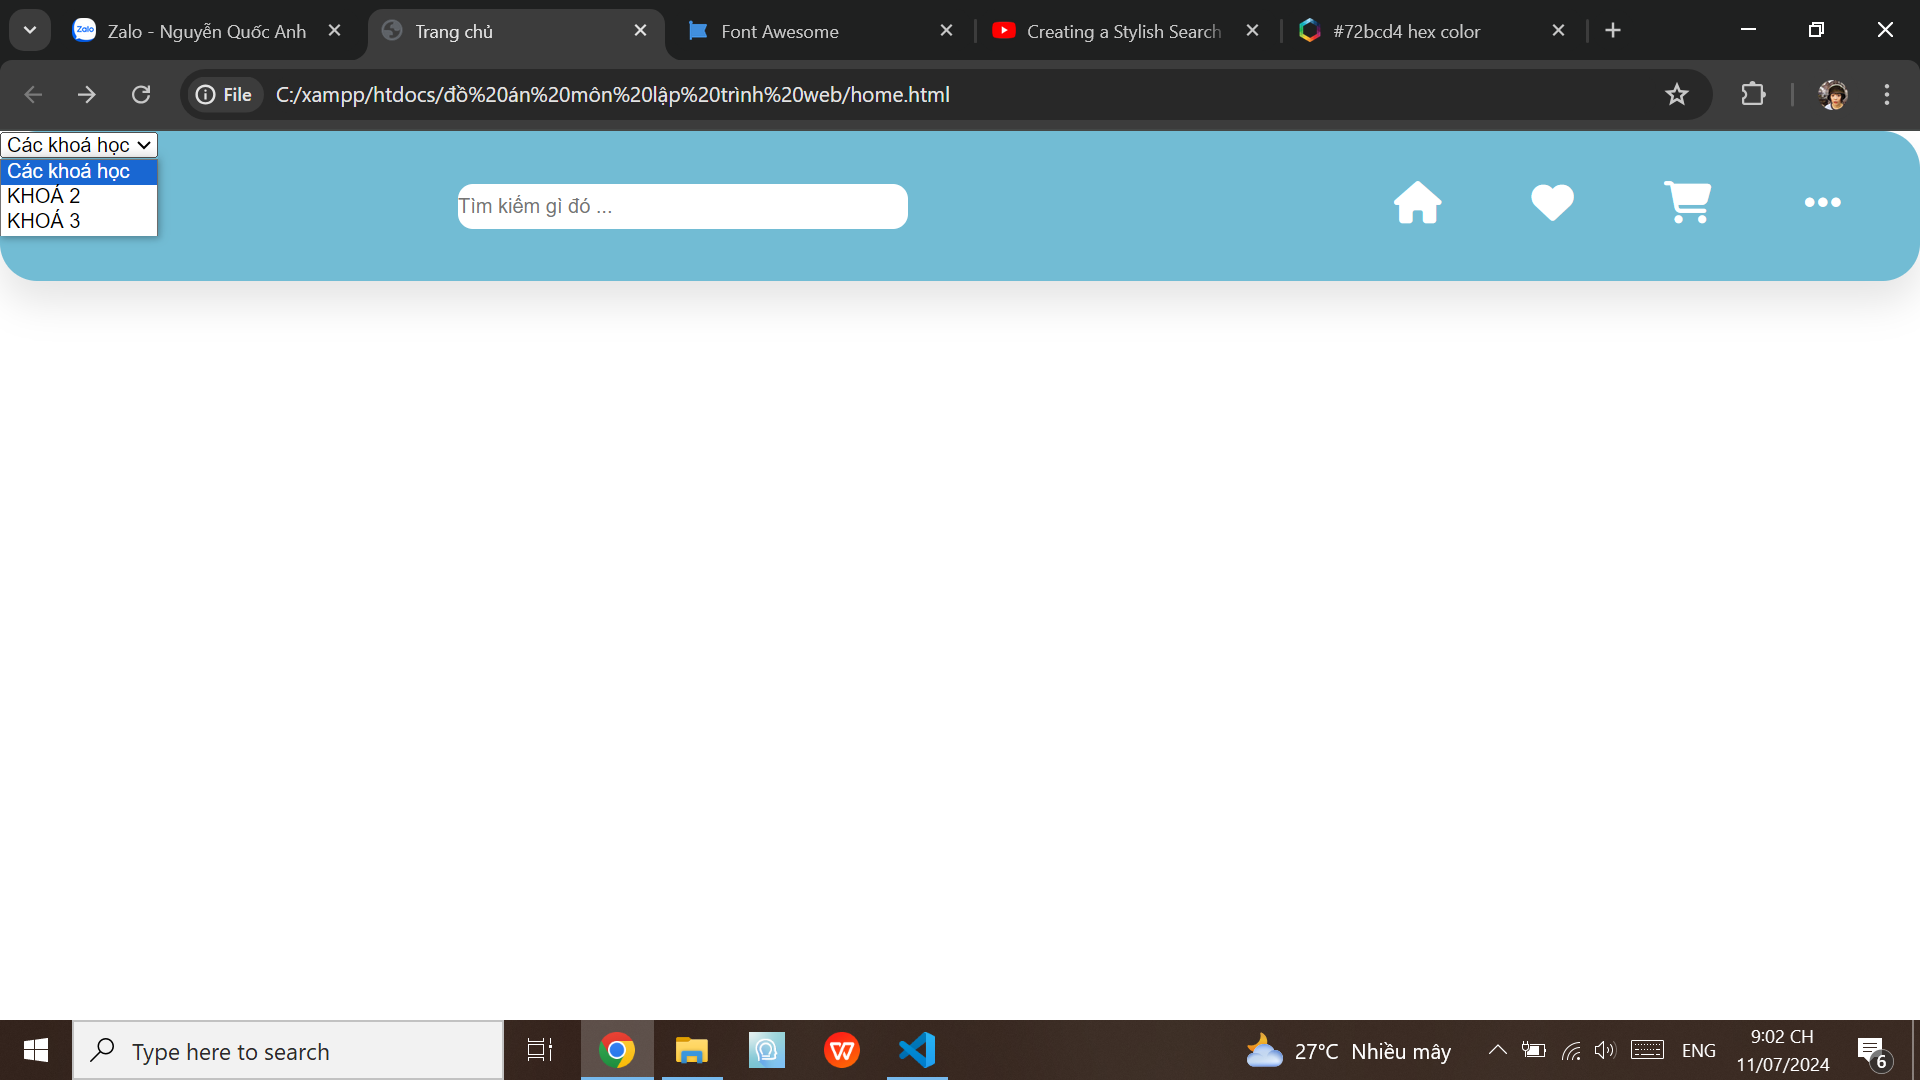 Zalo - Nguyễn Quốc Anh
Trang chủ
Font Awesome
Creating a Stylish Search
#72bcd4 hex color
File
C:/xampp/htdocs/đồ%20án%20môn%20lập%20trình%20web/home.html
Các khoá học
Các khoá học
KHOÁ 2
KHOÁ 3
Tìm kiếm gì đó ...
Type here to search
27°C Nhiều mây
ENG
9:02 CH
11/07/2024
6